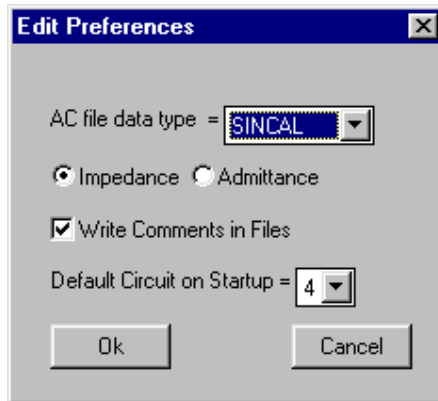 Edit Preferences
AC file data type = SINCAL
Impedance Admittance
Write Comments in Files
Default Circuit on Startup = 4
Ok Cancel